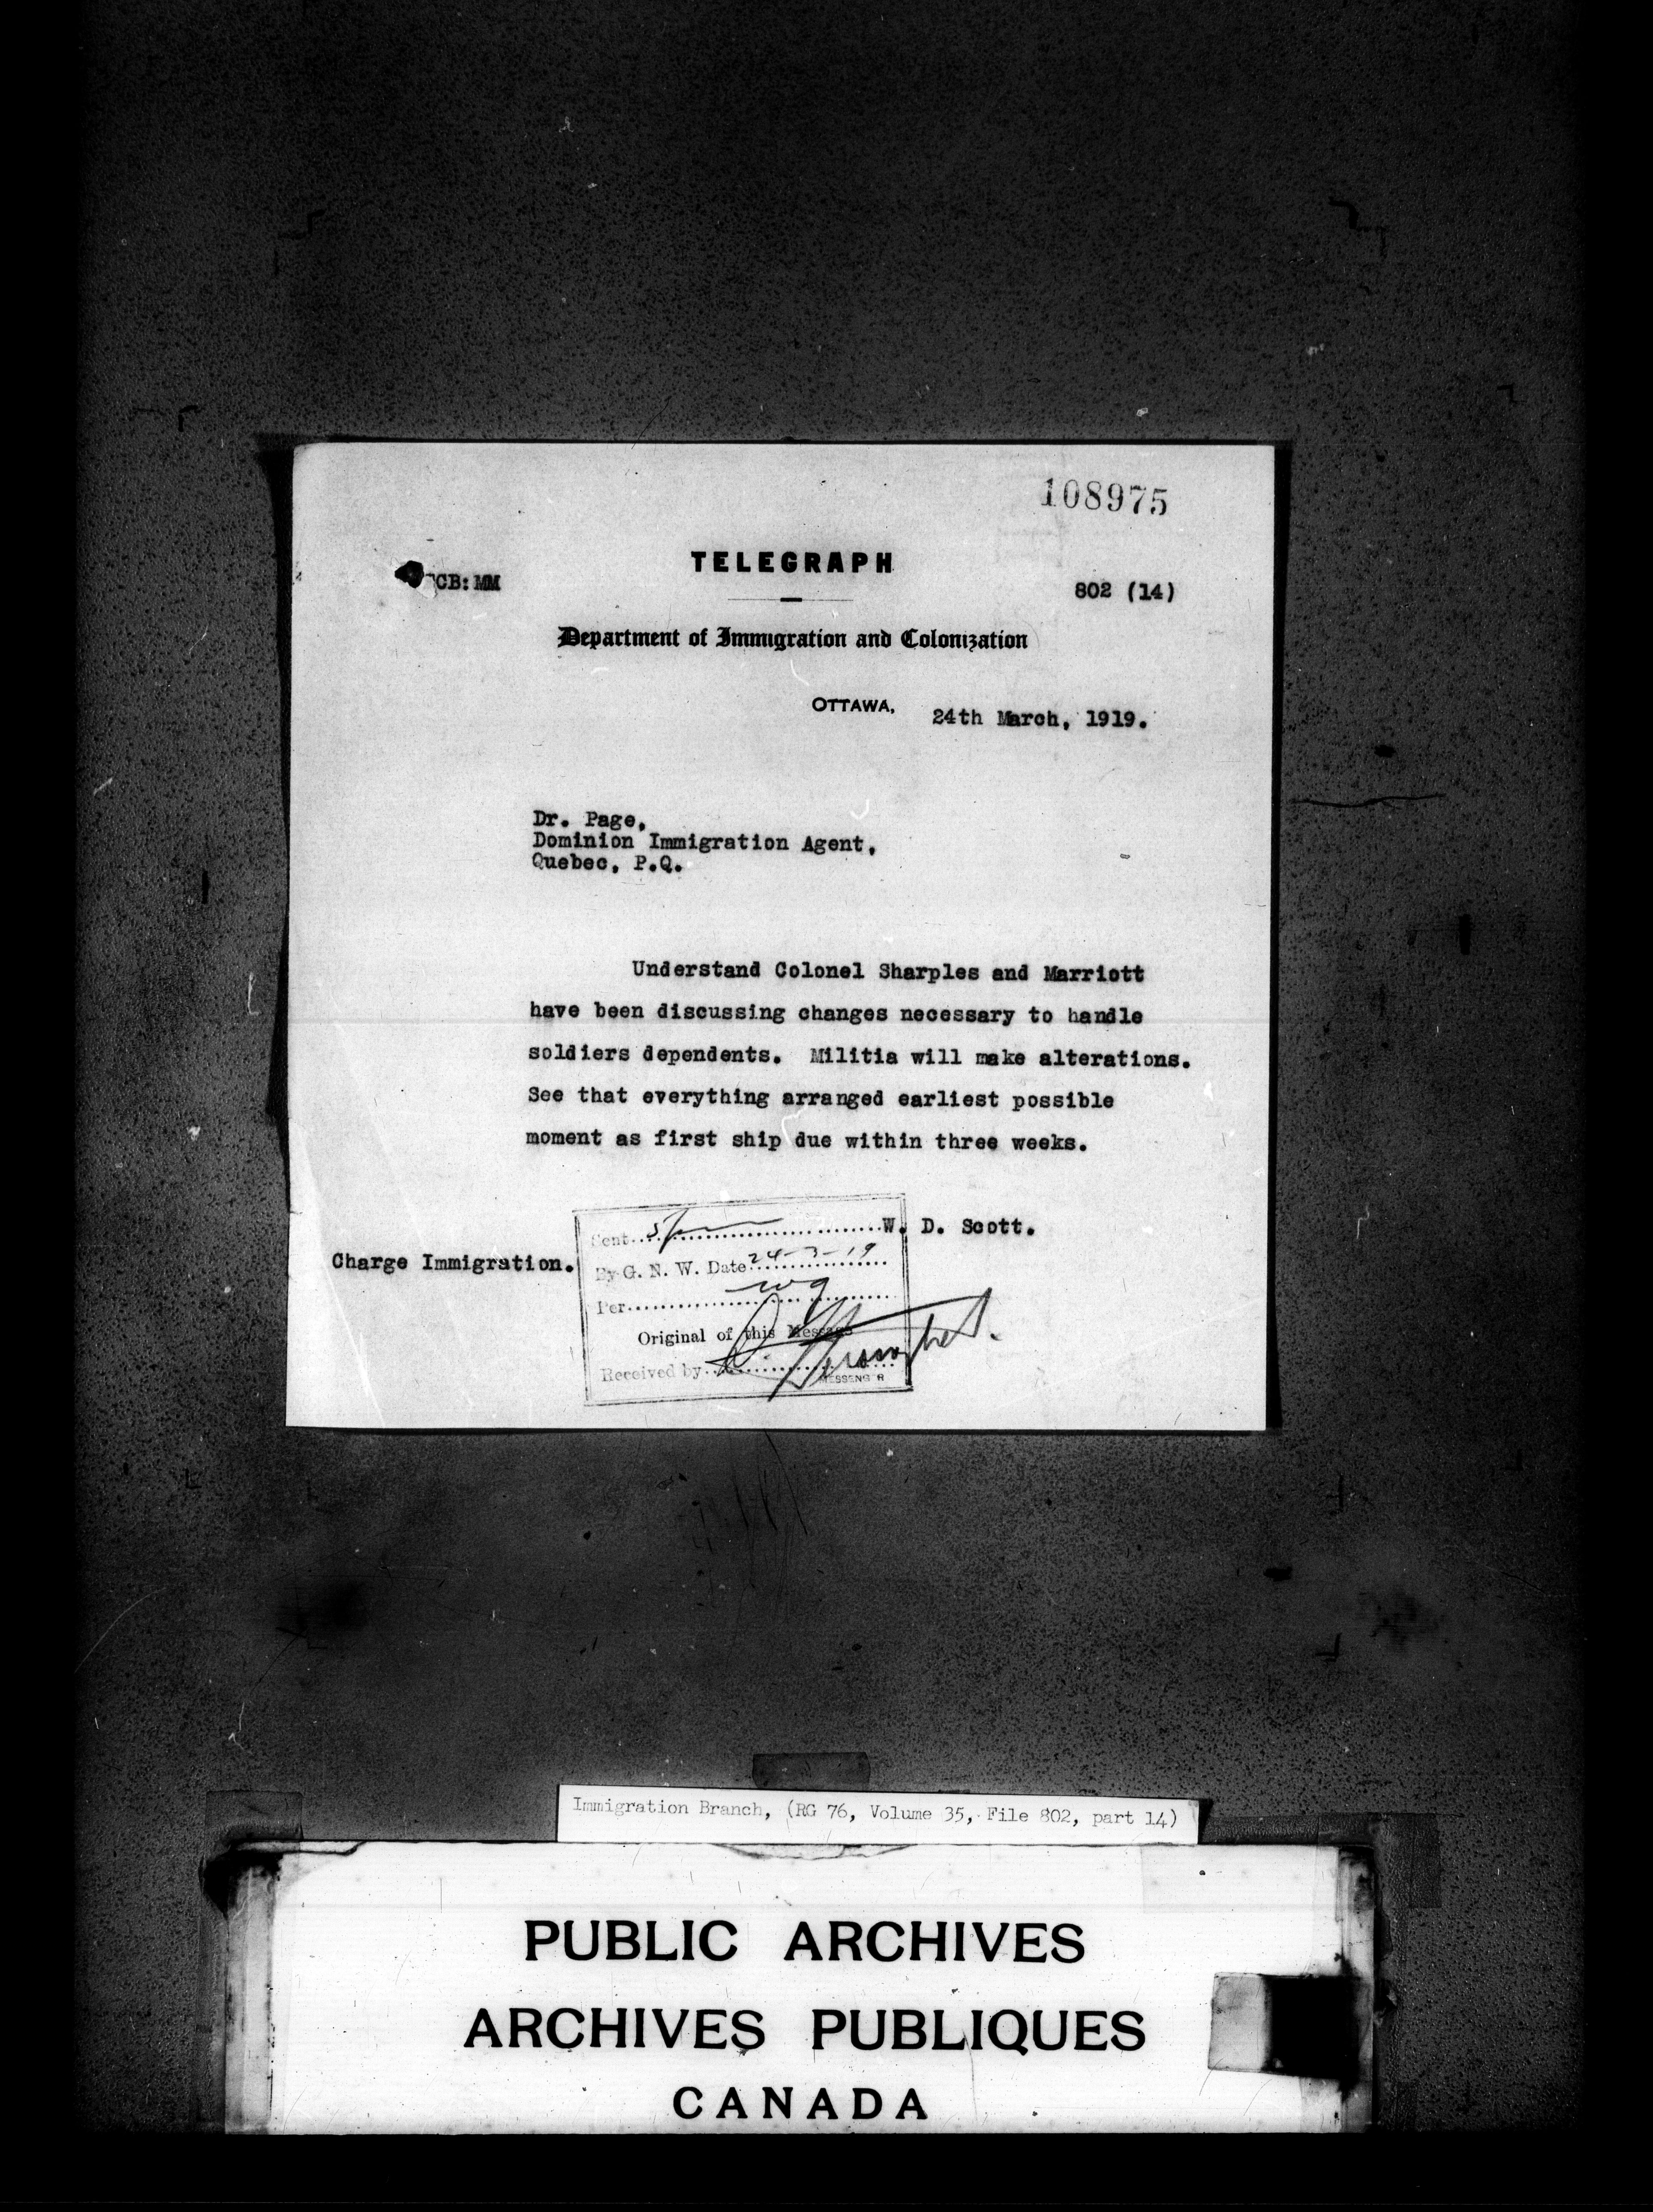 108975
TELEGRAPH
CB:MM
802 (14)
Department of Immigration and Colonization
OTTAWA, 24th March, 1919.
Dr. Page,
Dominion Immigration Agent,
Quebec, P.Q.
Understand Colonel Sharples and Marriott
have been discussing changes necessary to handle
soldiers dependents. Militia will make alterations.
See that everything arranged earliest possible
moment as first ship due within three weeks.
W. D. Scott.
Charge Immigration.
Sent
By G. N. W. Date 24-3-19
Per
Original of this Message
Received by
MESSENG R
Immigration Branch, (RG 76, Volume 35, File 802, part 14)
PUBLIC ARCHIVES
ARCHIVES PUBLIQUES
CANADA